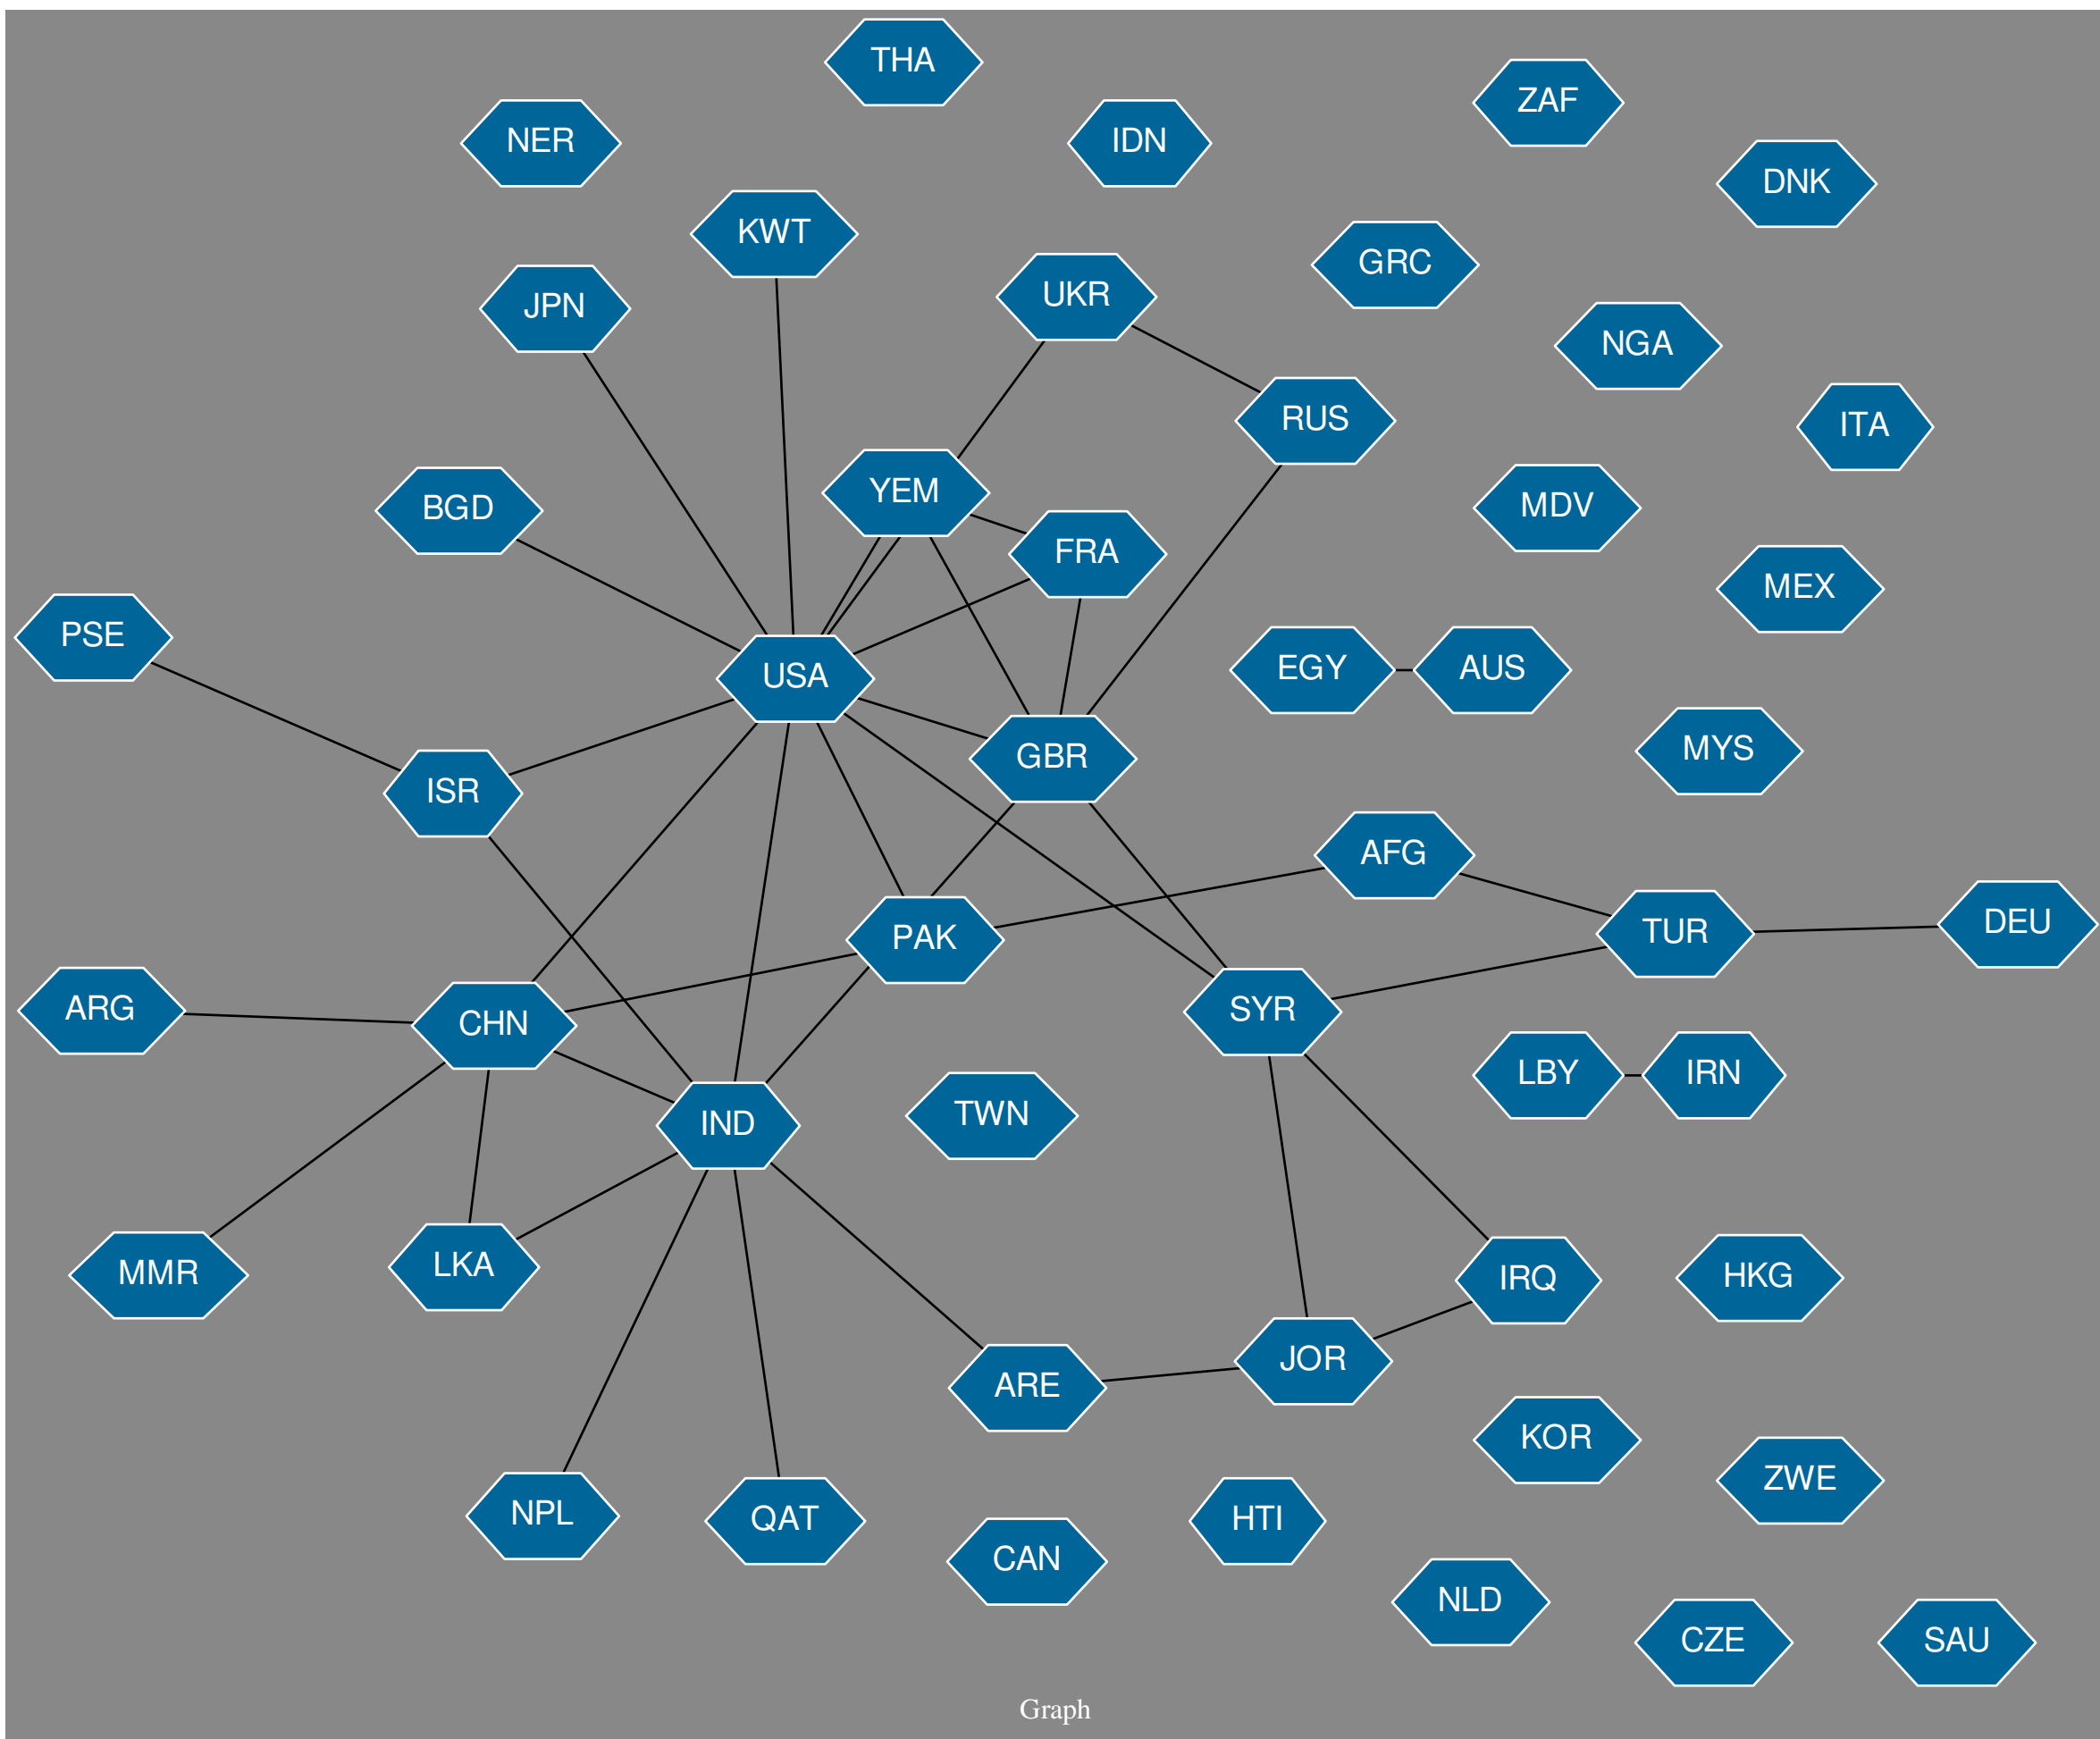 THA
ZAF
NER
IDN
DNK
KWT
GRC
UKR
JPN
NGA
RUS
ITA
YEM
BGD
MDV
FRA
MEX
PSE
USA
EGY
AUS
GBR
MYS
ISR
AFG
PAK
TUR
DEU
ARG
CHN
SYR
LBY
IRN
TWN
IND
MMR
LKA
IRQ
HKG
JOR
ARE
KOR
ZWE
NPL
QAT
HTI
CAN
NLD
CZE
SAU
Graph